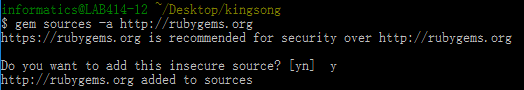 informatics@LAB414-12 ~/Desktop/kingsong
$ gem sources -a http://rubygems.org
https://rubygems.org is recommended for security over http://rubygems.org
Do you want to add this insecure source? [yn]  y
http://rubygems.org added to sources